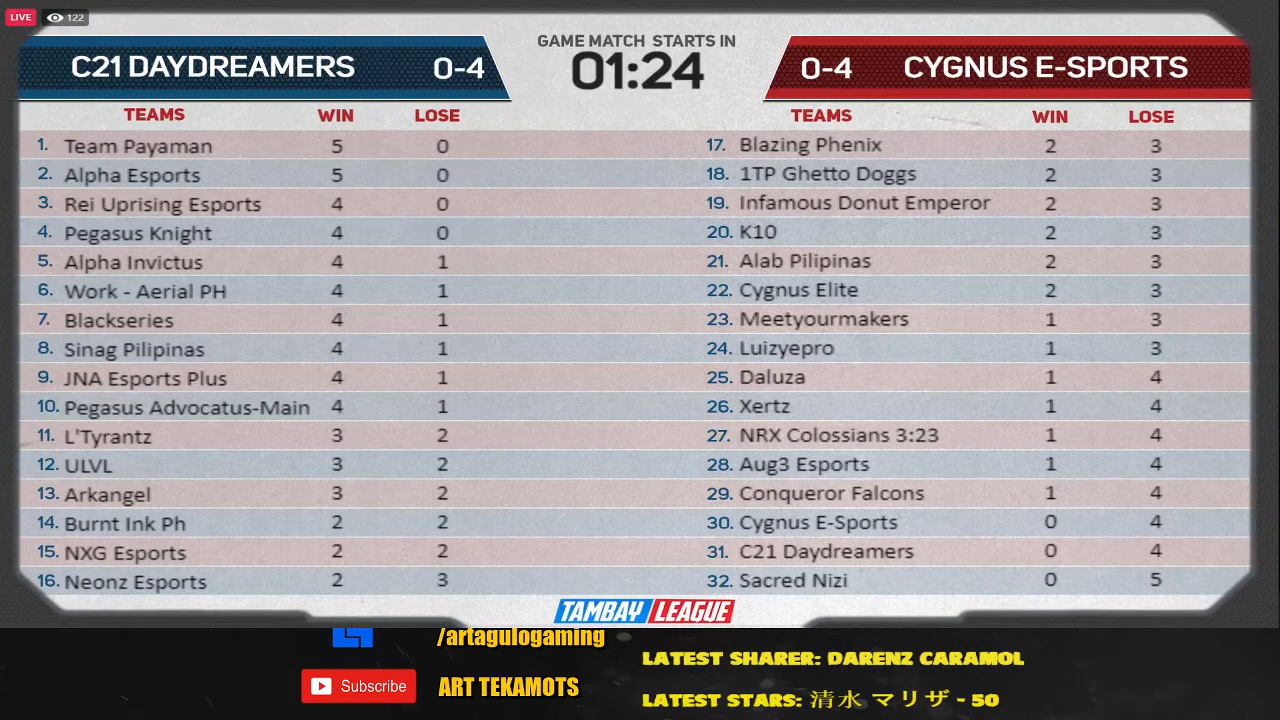 LIVE 122
GAME MATCH STARTS IN
C21 DAYDREAMERS 0-4 01:24 0-4 CYGNUS E-SPORTS
TEAMS WIN LOSE
1. Team Payaman 5 0
2. Alpha Esports 5 0
3. Rei Uprising Esports 4 0
4. Pegasus Knight 4 0
5. Alpha Invictus 4 1
6. Work - Aerial PH 4 1
7. Blackseries 4 1
8. Sinag Pilipinas 4 1
9. JNA Esports Plus 4 1
10. Pegasus Advocatus-Main 4 1
11. L'Tyrantz 3 2
12. ULVL 3 2
13. Arkangel 3 2
14. Burnt Ink Ph 2 2
15. NXG Esports 2 2
16. Neonz Esports 2 3
TEAMS WIN LOSE
17. Blazing Phenix 2 3
18. 1TP Ghetto Doggs 2 3
19. Infamous Donut Emperor 2 3
20. K10 2 3
21. Alab Pilipinas 2 3
22. Cygnus Elite 2 3
23. Meetyourmakers 1 3
24. Luizyepro 1 3
25. Daluza 1 4
26. Xertz 1 4
27. NRX Colossians 3:23 1 4
28. Aug3 Esports 1 4
29. Conqueror Falcons 1 4
30. Cygnus E-Sports 0 4
31. C21 Daydreamers 0 4
32. Sacred Nizi 0 5
TAMBAY LEAGUE
/artagulogaming
Subscribe ART TEKAMOTS
LATEST SHARER: DARENZ CARAMOL
LATEST STARS: 清水 マリザ - 50